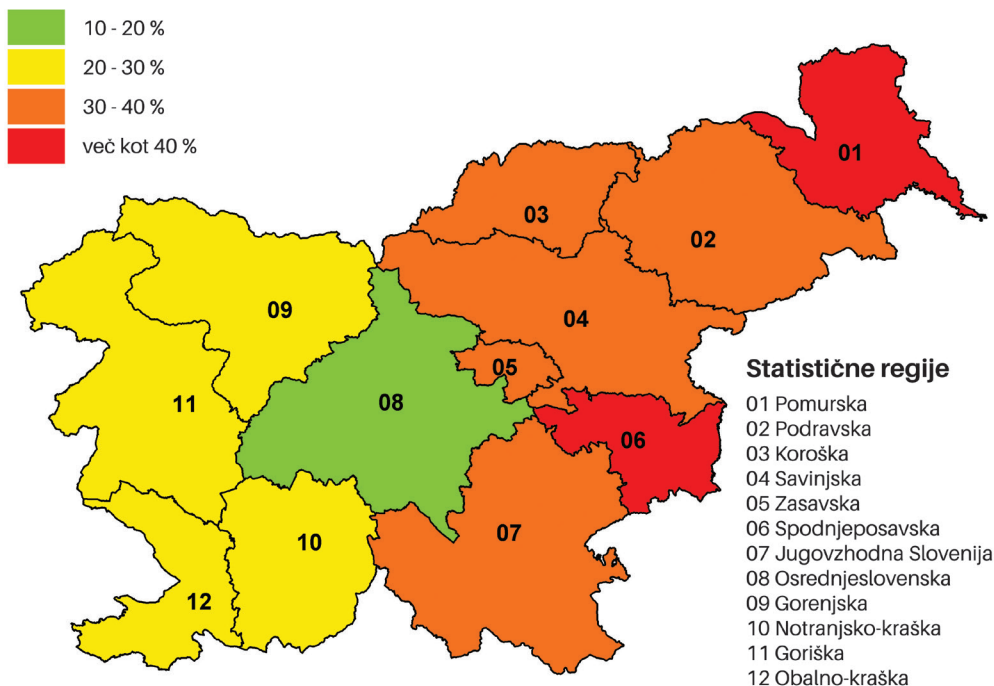 10 - 20 %
20 - 30 %
30 - 40 %
več kot 40 %
01
03
02
09
04
05
11
08
06
07
10
12
Statistične regije
01 Pomurska
02 Podravska
03 Koroška
04 Savinjska
05 Zasavska
06 Spodnjeposavska
07 Jugovzhodna Slovenija
08 Osrednjeslovenska
09 Gorenjska
10 Notranjsko-kraška
11 Goriška
12 Obalno-kraška